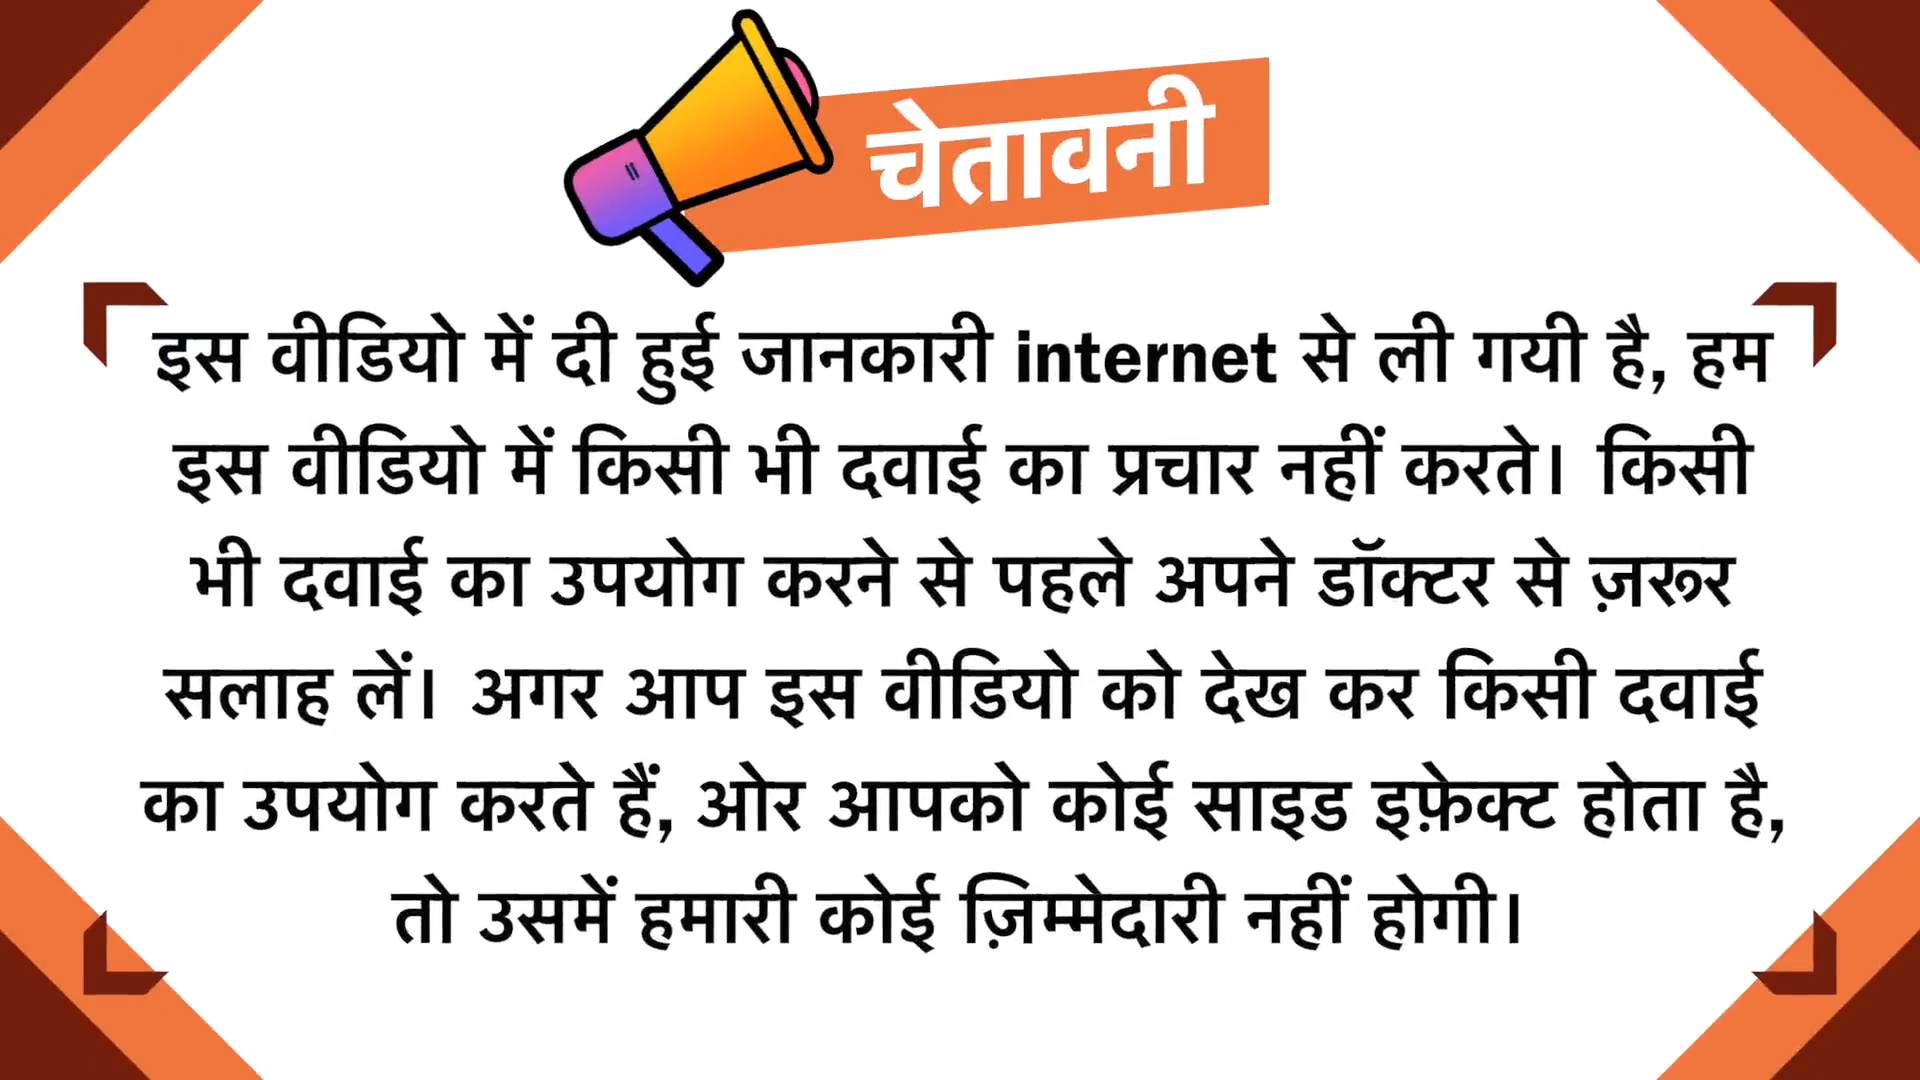 चेतावनी
इस वीडियो में दी हुई जानकारी internet से ली गयी है, हम
इस वीडियो में किसी भी दवाई का प्रचार नहीं करते। किसी
भी दवाई का उपयोग करने से पहले अपने डॉक्टर से ज़रूर
सलाह लें। अगर आप इस वीडियो को देख कर किसी दवाई
का उपयोग करते हैं, ओर आपको कोई साइड इफ़ेक्ट होता है,
तो उसमें हमारी कोई ज़िम्मेदारी नहीं होगी।